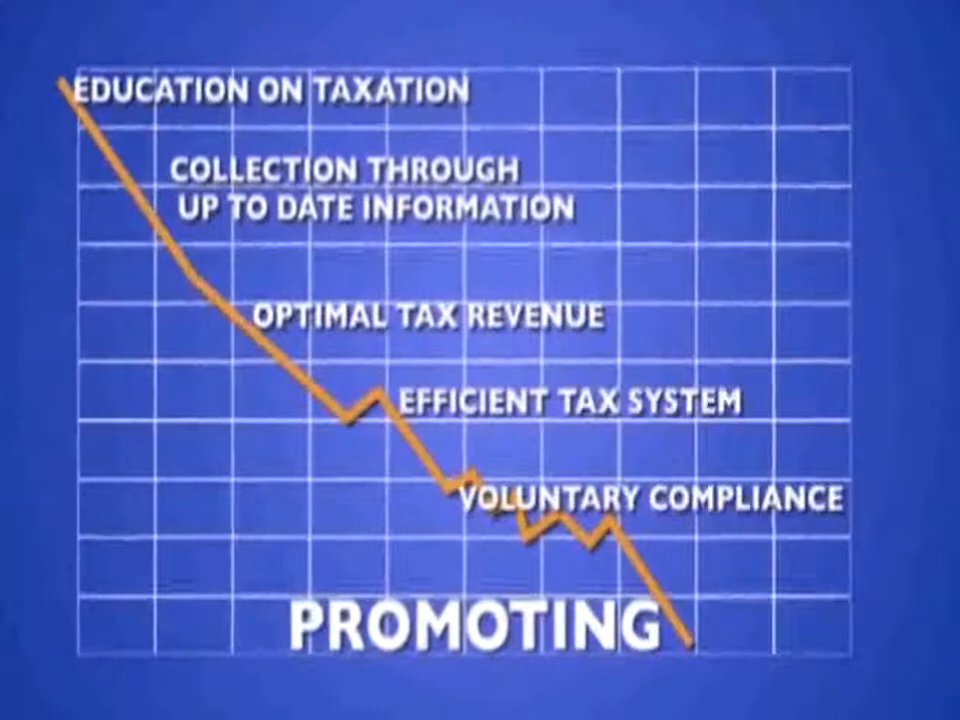 EDUCATION ON TAXATION
COLLECTION THROUGH
UP TO DATE INFORMATION
OPTIMAL TAX REVENUE
EFFICIENT TAX SYSTEM
VOLUNTARY COMPLIANCE
PROMOTING